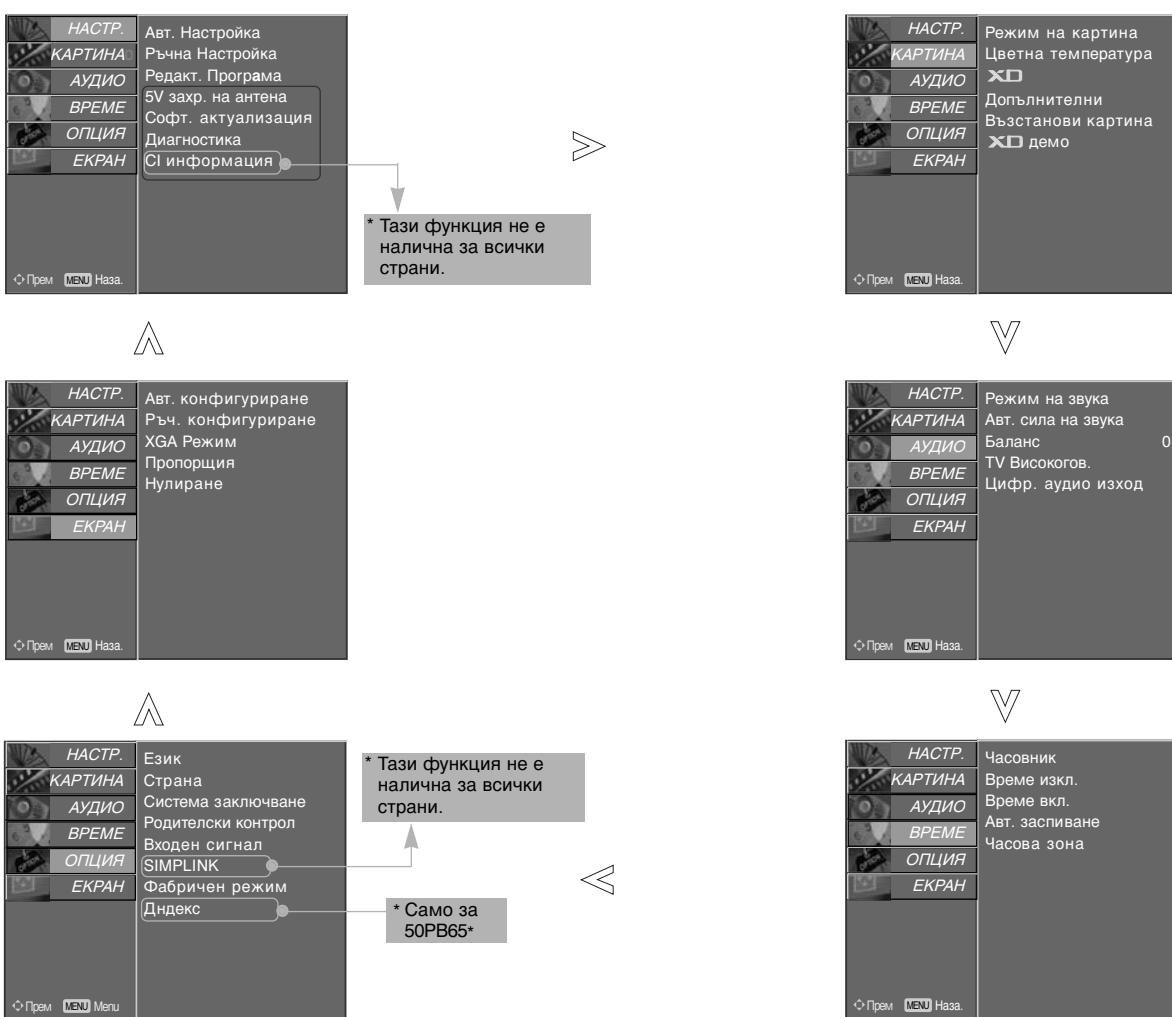 НАСТР.
КАРТИНА
АУДИО
ВРЕМЕ
ОПЦИЯ
ЕКРАН
Авт. Настройка
Ръчна Настройка
Редакт. Прогрaма
5V захр. на антена
Софт. актуализация
Диагностика
CI информация
Прем MENU Наза.
* Тази функция не е
налична за всички
страни.
НАСТР.
КАРТИНА
АУДИО
ВРЕМЕ
ОПЦИЯ
ЕКРАН
Режим на картина
Цветна температура
XD
Допълнителни
Възстанови картина
XD демо
Прем MENU Наза.
НАСТР.
КАРТИНА
АУДИО
ВРЕМЕ
ОПЦИЯ
ЕКРАН
Авт. конфигуриране
Ръч. конфигуриране
XGA Режим
Пропорщия
Нулиране
Прем MENU Наза.
НАСТР.
КАРТИНА
АУДИО
ВРЕМЕ
ОПЦИЯ
ЕКРАН
Режим на звука
Авт. сила на звука
Баланс 0
TV Високогов.
Цифр. аудио изход
Прем MENU Наза.
НАСТР.
КАРТИНА
АУДИО
ВРЕМЕ
ОПЦИЯ
ЕКРАН
Език
Страна
Система заключване
Родителски контрол
Входен сигнал
SIMPLINK
Фабричен режим
Дндекс
Прем MENU Menu
* Тази функция не е
налична за всички
страни.
* Само за
50PB65*
НАСТР.
КАРТИНА
АУДИО
ВРЕМЕ
ОПЦИЯ
ЕКРАН
Часовник
Време изкл.
Време вкл.
Авт. заспиване
Часова зона
Прем MENU Наза.